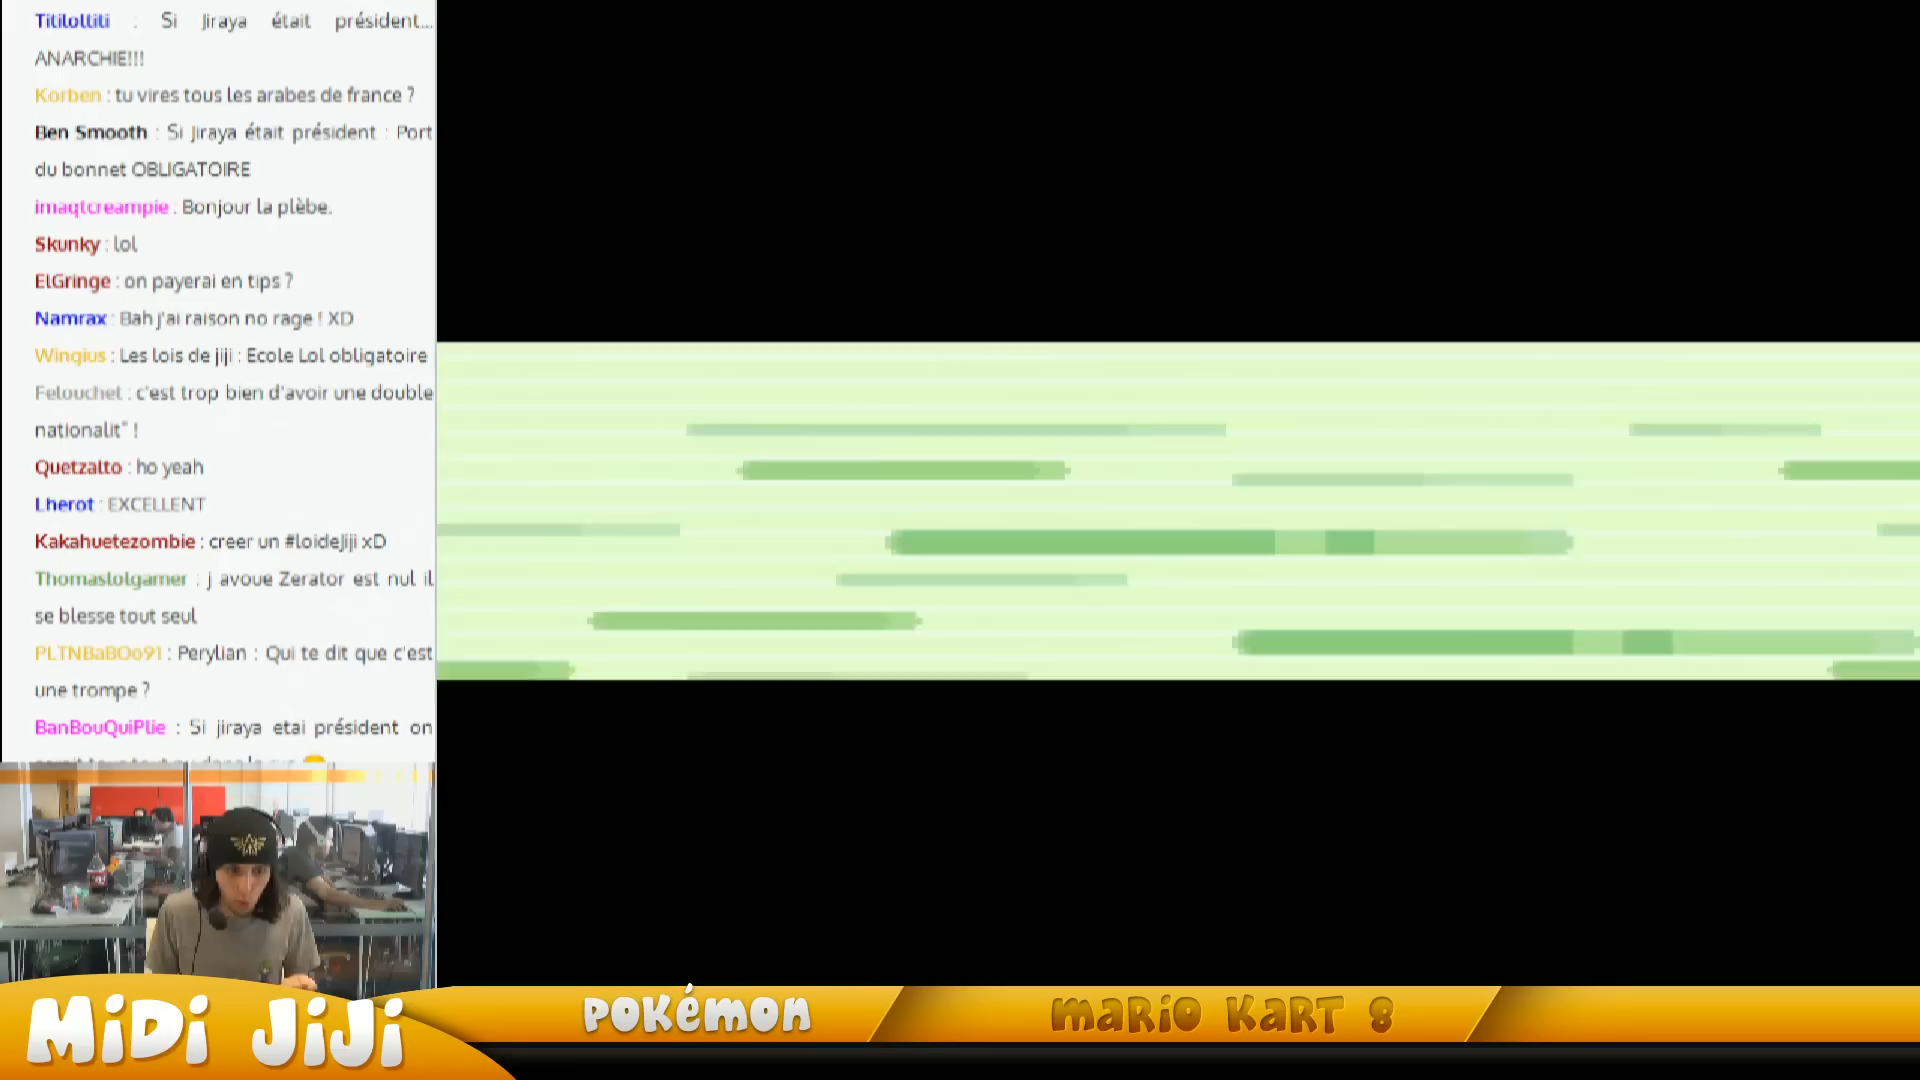 Titilollili : Si Jiraya était président...
ANARCHIE!!!
Korben : tu vires tous les arabes de france ?
Ben Smooth : Si Jiraya était président : Port
du bonnet OBLIGATOIRE
imaqtcreampie : Bonjour la plèbe.
Skunky : lol
ElGringe : on payerai en tips ?
Namrax : Bah j'ai raison no rage ! XD
Wingius : Les lois de jiji : Ecole Lol obligatoire
Felouchet : c'est trop bien d'avoir une double
nationalit" !
Quetzalto : ho yeah
Lherot : EXCELLENT
Kakahuetezombie : creer un #loideJiji xD
Thomaslolgamer : j avoue Zerator est nul il
se blesse tout seul
PLTNBaBOo91 : Perylian : Qui te dit que c'est
une trompe ?
BanBouQuiPlie : Si jiraya etai président on
MiDi JiJi
POKéMON
MARiO KART 8